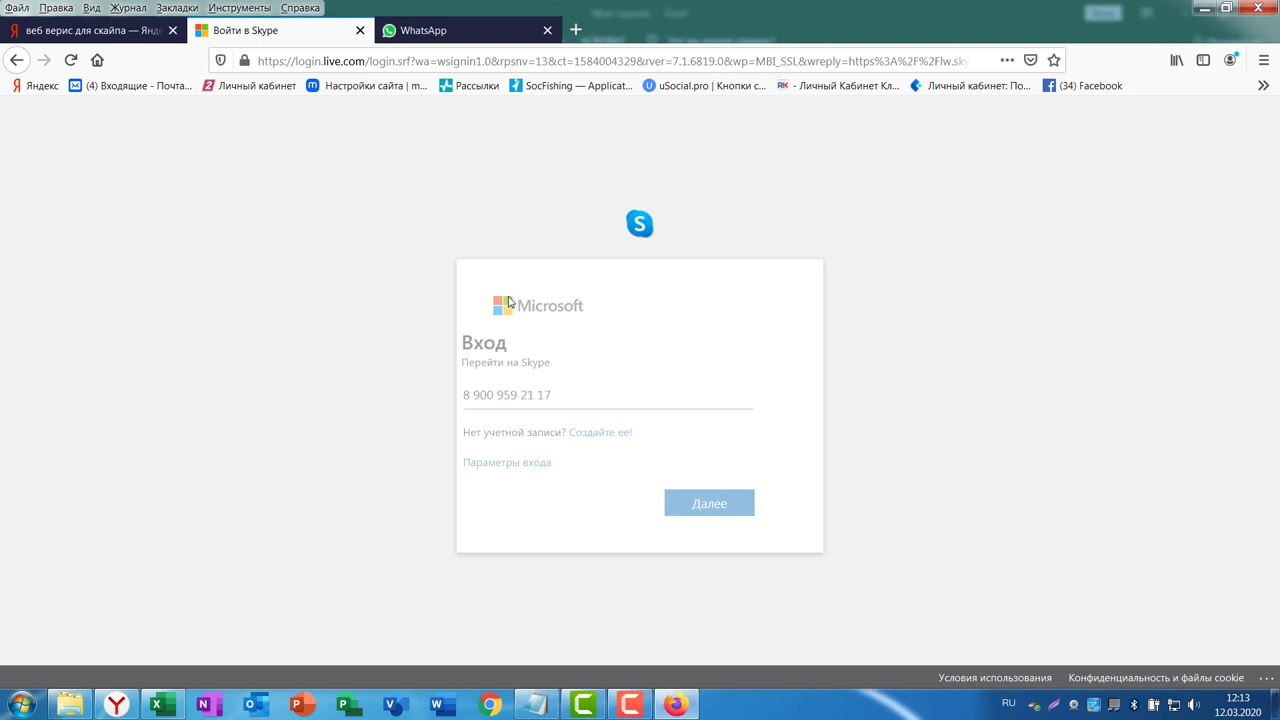 Файл Правка Вид Журнал Закладки Инструменты Справка
веб верис для скайпа — Янде
Войти в Skype
WhatsApp
https://login.live.com/login.srf?wa=wsignin1.0&rpsnv=13&ct=1584004329&rver=7.1.6819.0&wp=MBI_SSL&wreply=https%3A%2F%2Flw.sk
Яндекс (4) Входящие - Почта... Личный кабинет Настройки сайта | m... Рассылки SocFishing — Applicat... uSocial.pro | Кнопки с... - Личный Кабинет Кл... Личный кабинет: По... (34) Facebook
S
Microsoft
Вход
Перейти на Skype
8 900 959 21 17
Нет учетной записи? Создайте ее!
Параметры входа
Далее
Условия использования Конфиденциальность и файлы cookie ...
RU
12:13
12.03.2020